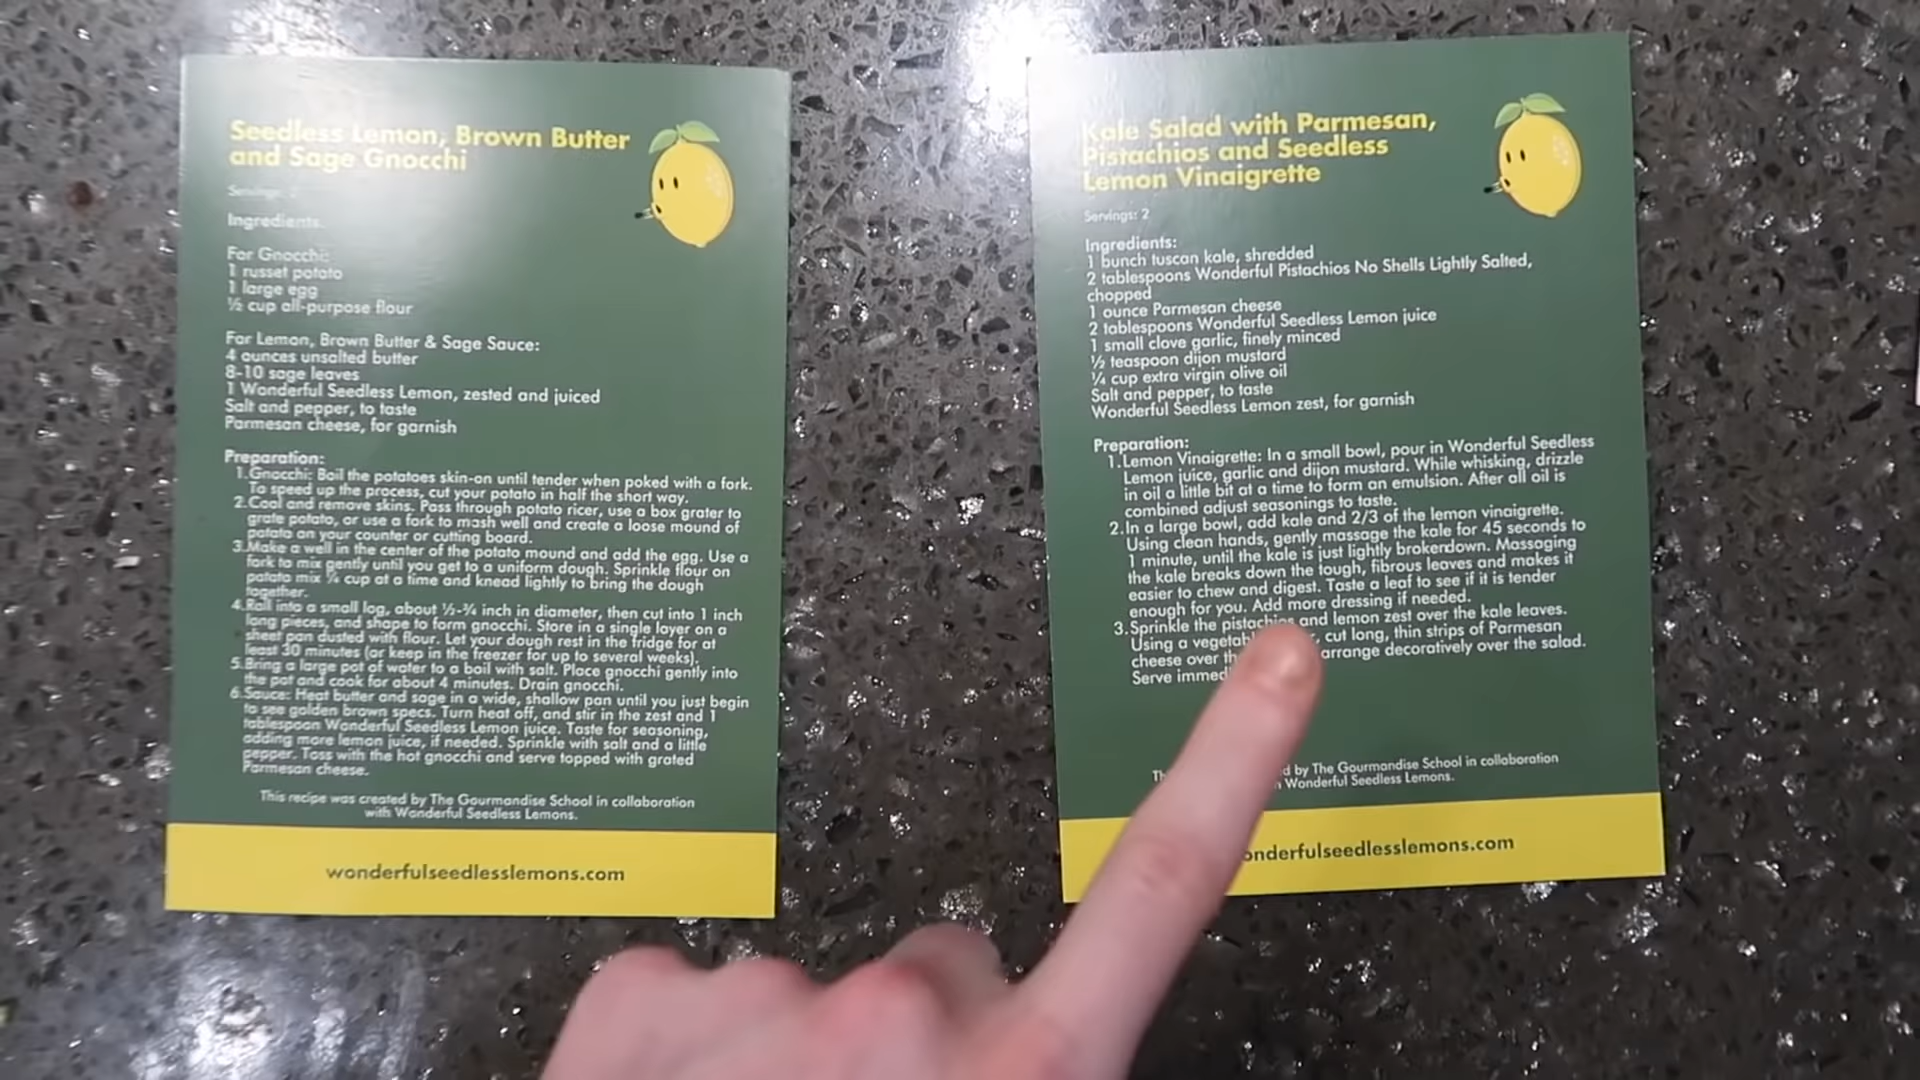 Seedless Lemon, Brown Butter
and Sage Gnocchi
Servings:
Ingredients:
For Gnocchi:
1 russet potato
1 large egg
½ cup all-purpose flour
For Lemon, Brown Butter & Sage Sauce:
4 ounces unsalted butter
8-10 sage leaves
1 Wonderful Seedless Lemon, zested and juiced
Salt and pepper, to taste
Parmesan cheese, for garnish
Preparation:
1.Gnocchi: Boil the potatoes skin-on until tender when poked with a fork.
To speed up the process, cut your potato in half the short way.
2.Cool and remove skins. Pass through potato ricer, use a box grater to
grate potato, or use a fork to mash well and create a loose mound of
potato on your counter or cutting board.
3.Make a well in the center of the potato mound and add the egg. Use a
fork to mix gently until you get to a uniform dough. Sprinkle flour on
potato mix ¼ cup at a time and knead lightly to bring the dough
together.
4.Roll into a small log, about ½-¾ inch in diameter, then cut into 1 inch
long pieces, and shape to form gnocchi. Store in a single layer on a
sheet pan dusted with flour. Let your dough rest in the fridge for at
least 30 minutes (or keep in the freezer for up to several weeks).
5.Bring a large pot of water to a boil with salt. Place gnocchi gently into
the pot and cook for about 4 minutes. Drain gnocchi.
6.Sauce: Heat butter and sage in a wide, shallow pan until you just begin
to see golden brown specs. Turn heat off, and stir in the zest and 1
tablespoon Wonderful Seedless Lemon juice. Taste for seasoning,
adding more lemon juice, if needed. Sprinkle with salt and a little
pepper. Toss with the hot gnocchi and serve topped with grated
Parmesan cheese.
This recipe was created by The Gourmandise School in collaboration
with Wonderful Seedless Lemons.
wonderfulseedlesslemons.com
Kale Salad with Parmesan,
Pistachios and Seedless
Lemon Vinaigrette
Servings: 2
Ingredients:
1 bunch tuscan kale, shredded
2 tablespoons Wonderful Pistachios No Shells Lightly Salted,
chopped
1 ounce Parmesan cheese
2 tablespoons Wonderful Seedless Lemon juice
1 small clove garlic, finely minced
½ teaspoon dijon mustard
¼ cup extra virgin olive oil
Salt and pepper, to taste
Wonderful Seedless Lemon zest, for garnish
Preparation:
1.Lemon Vinaigrette: In a small bowl, pour in Wonderful Seedless
Lemon juice, garlic and dijon mustard. While whisking, drizzle
in oil a little bit at a time to form an emulsion. After all oil is
combined adjust seasonings to taste.
2.In a large bowl, add kale and 2/3 of the lemon vinaigrette.
Using clean hands, gently massage the kale for 45 seconds to
1 minute, until the kale is just lightly brokendown. Massaging
the kale breaks down the tough, fibrous leaves and makes it
easier to chew and digest. Taste a leaf to see if it is tender
enough for you. Add more dressing if needed.
3.Sprinkle the pistachios and lemon zest over the kale leaves.
Using a cut long, thin strips of Parmesan
cheese over arrange decoratively over the salad.
Serve
by The Gourmandise School in collaboration
Wonderful Seedless Lemons.
onderfulseedlesslemons.com